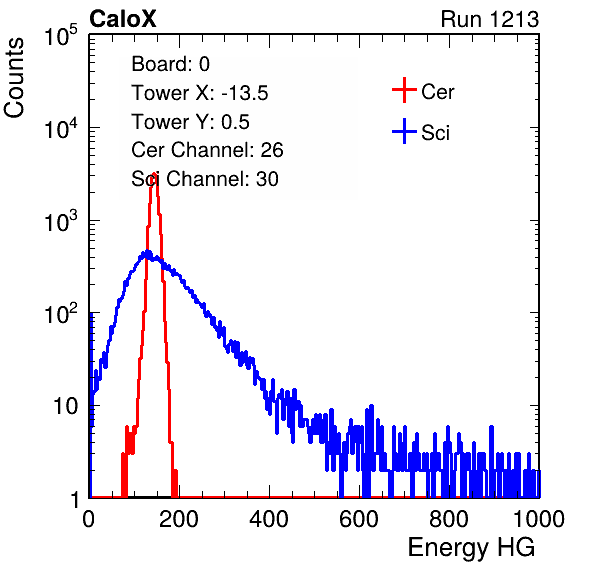 CaloX Run 1213
Board: 0
Tower X: -13.5
Tower Y: 0.5
Cer Channel: 26
Sci Channel: 30
Cer
Sci
Counts
10^5
10^4
10^3
10^2
10
1
0 200 400 600 800 1000
Energy HG